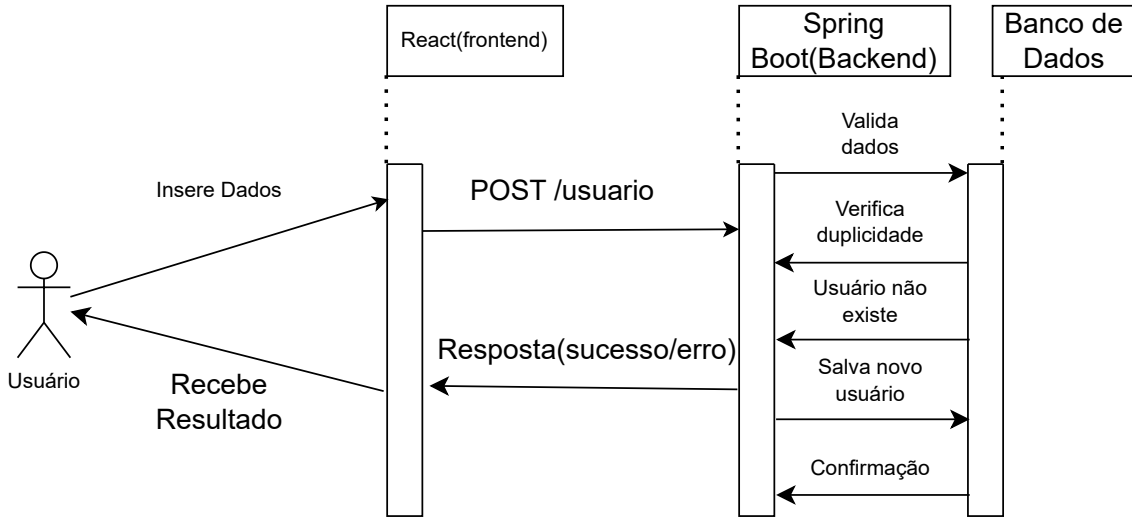 React(frontend)
Spring
Boot(Backend)
Banco de
Dados
Valida
dados
Insere Dados
POST /usuario
Verifica
duplicidade
Usuário não
existe
Resposta(sucesso/erro)
Salva novo
usuário
Usuário
Recebe
Resultado
Confirmação